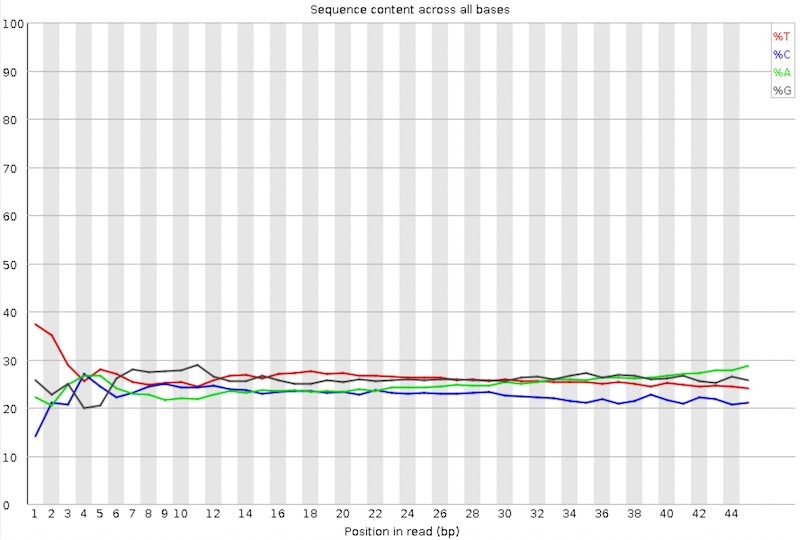 Sequence content across all bases
100
90
80
70
60
50
40
30
20
10
0
%T
%C
%A
%G
1 2 3 4 5 6 7 8 9 10 12 14 16 18 20 22 24 26 28 30 32 34 36 38 40 42 44
Position in read (bp)